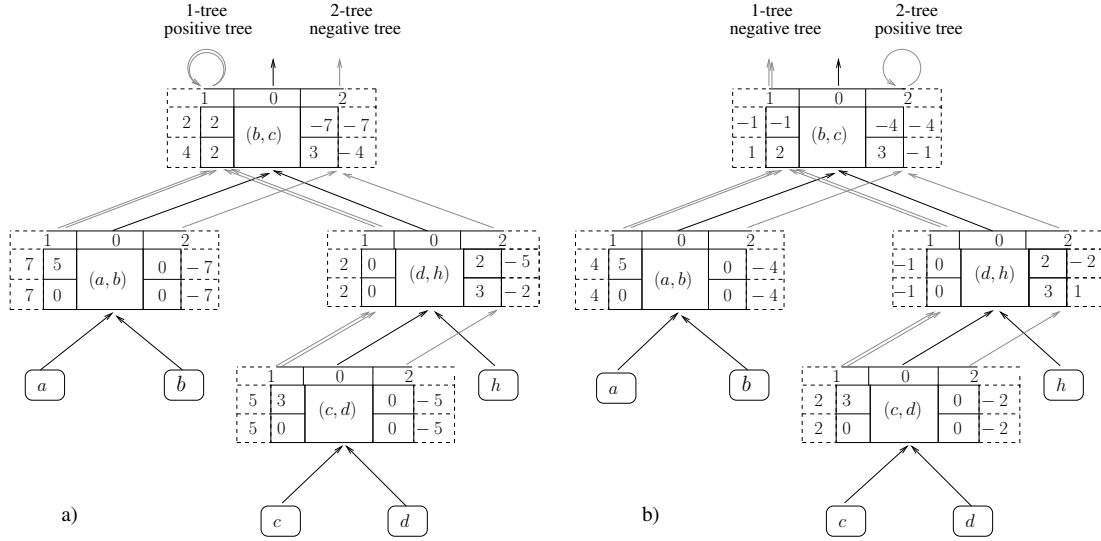 1-tree
positive tree
2-tree
negative tree
1 0 2
2 2 (b, c) −7 −7
4 2 3 −4
1 0 2
7 5 (a, b) 0 −7
7 0 0 −7
1 0 2
2 0 (d, h) 2 −5
2 0 3 −2
a
b
h
1 0 2
5 3 (c, d) 0 −5
5 0 0 −5
c
d
a)
1-tree
negative tree
2-tree
positive tree
1 0 2
−1 −1 (b, c) −4 −4
1 2 3 −1
1 0 2
4 5 (a, b) 0 −4
4 0 0 −4
1 0 2
−1 0 (d, h) 2 −2
−1 0 3 1
a
b
h
1 0 2
2 3 (c, d) 0 −2
2 0 0 −2
c
d
b)